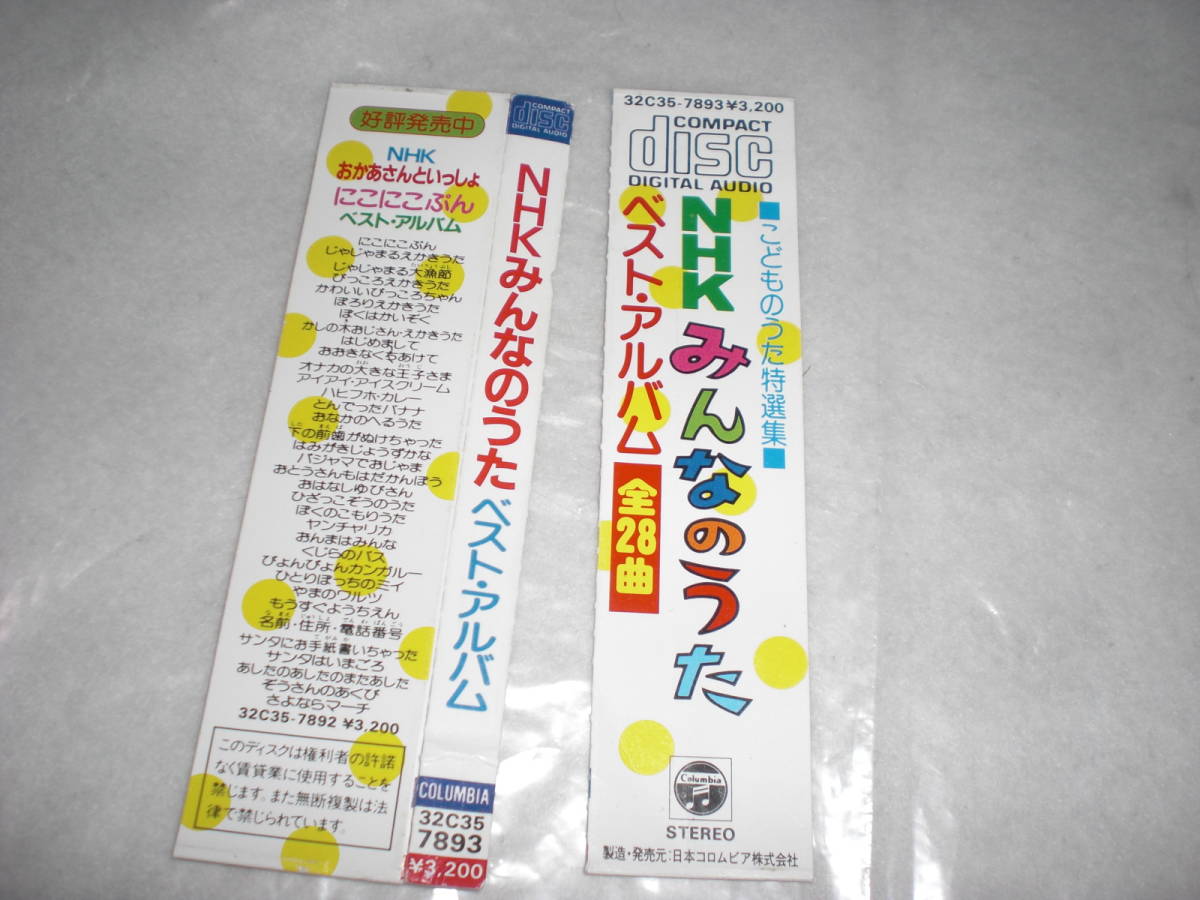 好評発売中
NHK
おかあさんといっしょ
にこにこぷん
ベスト・アルバム
にこにこぷん
じゃじゃまるえかきうた
じゃじゃまる大漁節
ぴっころえかきうた
かわいいぴっころちゃん
ぽろりえかきうた
ぼくはかいぞく
かしの木おじさん・えかきうた
はじめまして
おおきなくちあけて
オナカの大きな王子さま
アイアイ・アイスクリーム
ハヒフホ・カレー
とんでったバナナ
おなかのへるうた
下の前歯がぬけちゃった
はみがきじょうずかな
パジャマでおじゃま
おとうさんもはだかんぼう
おはなしゆびさん
ひざっこぞうのうた
ぼくのこもりうた
ヤンチャリカ
おんまはみんな
くじらのバス
ぴょんぴょんカンガルー
ひとりぼっちのミィ
やまのワルツ
もうすぐようちえん
名前・住所・電話番号
サンタにお手紙書いちゃった
サンタはいまごろ
あしたのあしたのまたあした
ぞうさんのあくび
さよならマーチ
32C35-7892 ¥3,200
このディスクは権利者の許諾
なく賃貸業に使用することを
禁じます。また無断複製は法
律で禁じられています。
COMPACT
disc
DIGITAL AUDIO
NHKみんなのうた ベスト・アルバム
COLUMBIA
32C35
7893
¥3,200
32C35-7893 ¥3,200
COMPACT
disc
DIGITAL AUDIO
■こどものうた特選集■
NHKみんなのうた
ベスト・アルバム 全28曲
Columbia
STEREO
製造・発売元:日本コロムビア株式会社